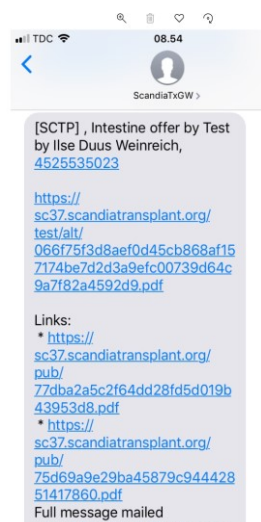 TDC
08.54
ScandiaTxGW >
[SCTP] , Intestine offer by Test
by Ilse Duus Weinreich,
4525535023
https://
sc37.scandiatransplant.org/
test/alt/
066f75f3d8aef0d45cb868af15
7174be7d2d3a9efc00739d64c
9a7f82a4592d9.pdf
Links:
* https://
sc37.scandiatransplant.org/
pub/
77dba2a5c2f64dd28fd5d019b
43953d8.pdf
* https://
sc37.scandiatransplant.org/
pub/
75d69a9e29ba45879c944428
51417860.pdf
Full message mailed